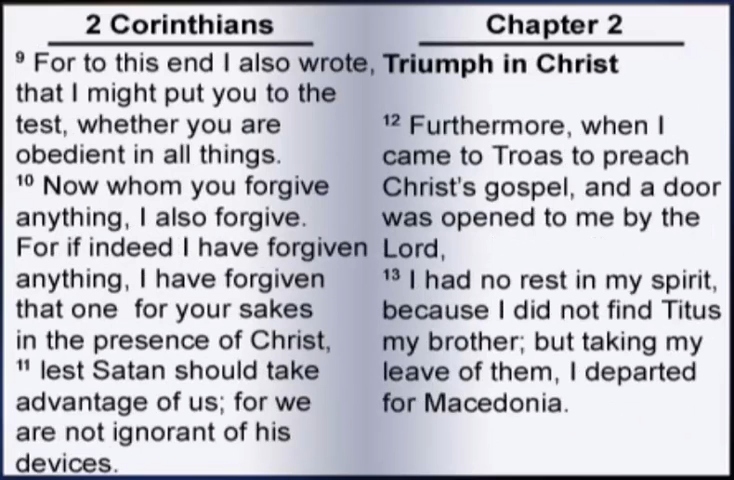 2 Corinthians
⁹ For to this end I also wrote,
that I might put you to the
test, whether you are
obedient in all things.
¹⁰ Now whom you forgive
anything, I also forgive.
For if indeed I have forgiven
anything, I have forgiven
that one  for your sakes
in the presence of Christ,
¹¹ lest Satan should take
advantage of us; for we
are not ignorant of his
devices.
Chapter 2
Triumph in Christ
¹² Furthermore, when I
came to Troas to preach
Christ's gospel, and a door
was opened to me by the
Lord,
¹³ I had no rest in my spirit,
because I did not find Titus
my brother; but taking my
leave of them, I departed
for Macedonia.